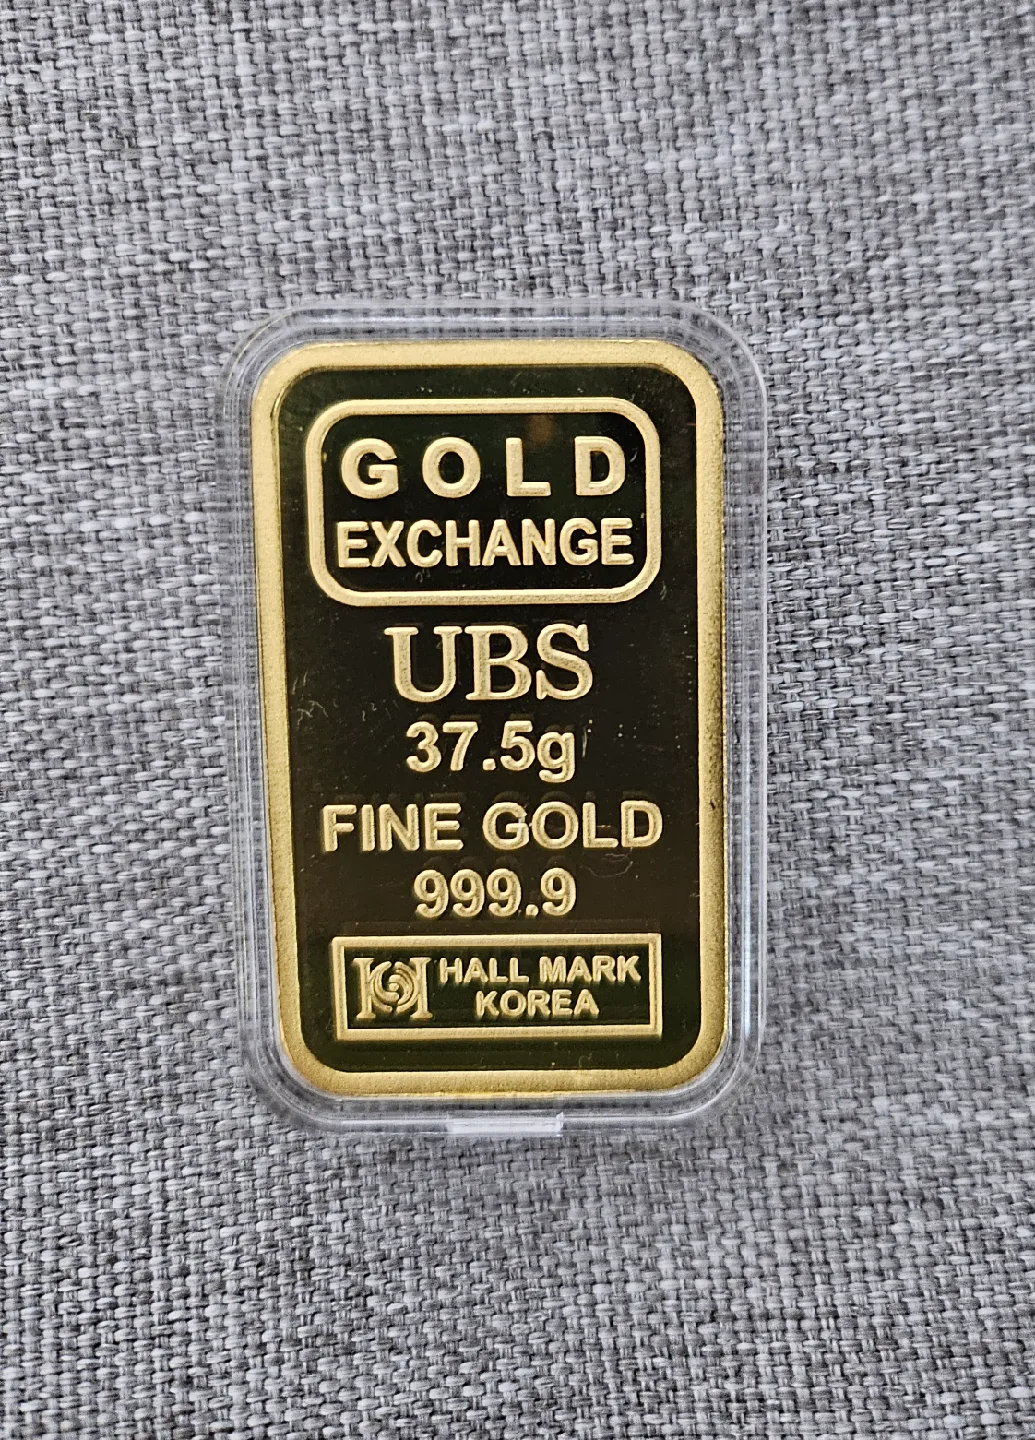 GOLD
EXCHANGE
UBS
37.5g
FINE GOLD
999.9
HALL MARK
KOREA